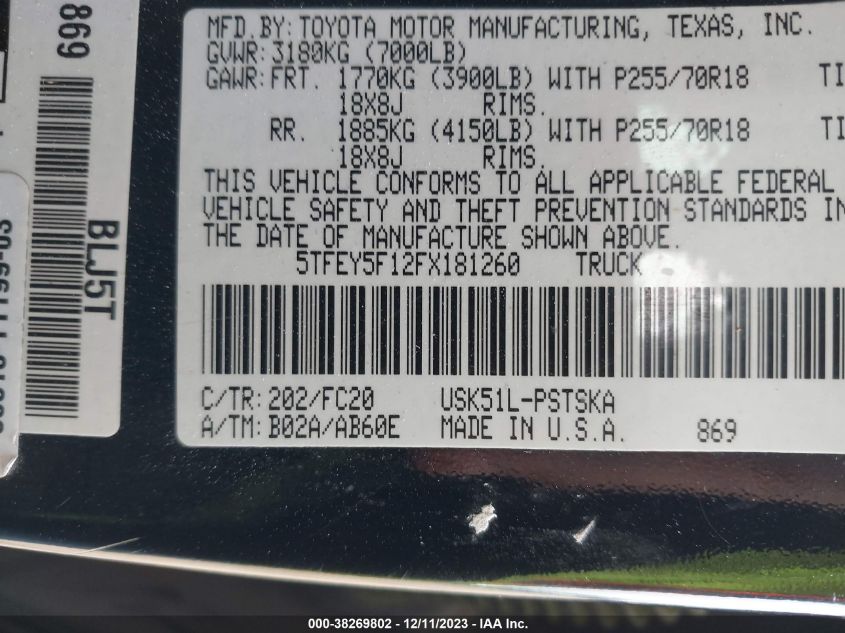 MFD.BY: TOYOTA MOTOR MANUFACTURING, TEXAS, INC.
GVWR: 3180KG (7000LB)
GAWR: FRT. 1770KG (3900LB) WITH P255/70R18 TI
18X8J RIMS.
RR. 1885KG (4150LB) WITH P255/70R18 TI
18X8J RIMS.
THIS VEHICLE CONFORMS TO ALL APPLICABLE FEDERAL
VEHICLE SAFETY AND THEFT PREVENTION STANDARDS IN
THE DATE OF MANUFACTURE SHOWN ABOVE.
5TFEY5F12FX181260 TRUCK
C/TR: 202/FC20 USK51L-PSTSKA
A/TM: B02A/AB60E MADE IN U.S.A. 869
869
BLJ5T
000-38269802 - 12/11/2023 - IAA Inc.